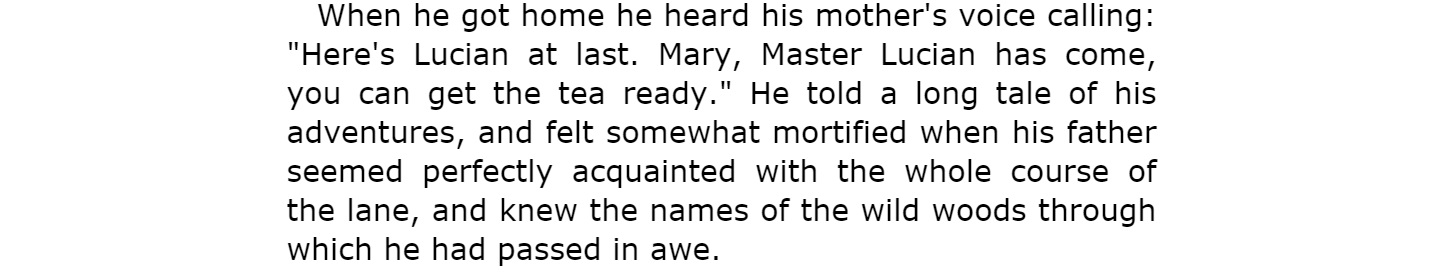 When he got home he heard his mother's voice calling:
"Here's Lucian at last. Mary, Master Lucian has come,
you can get the tea ready." He told a long tale of his
adventures, and felt somewhat mortified when his father
seemed perfectly acquainted with the whole course of
the lane, and knew the names of the wild woods through
which he had passed in awe.